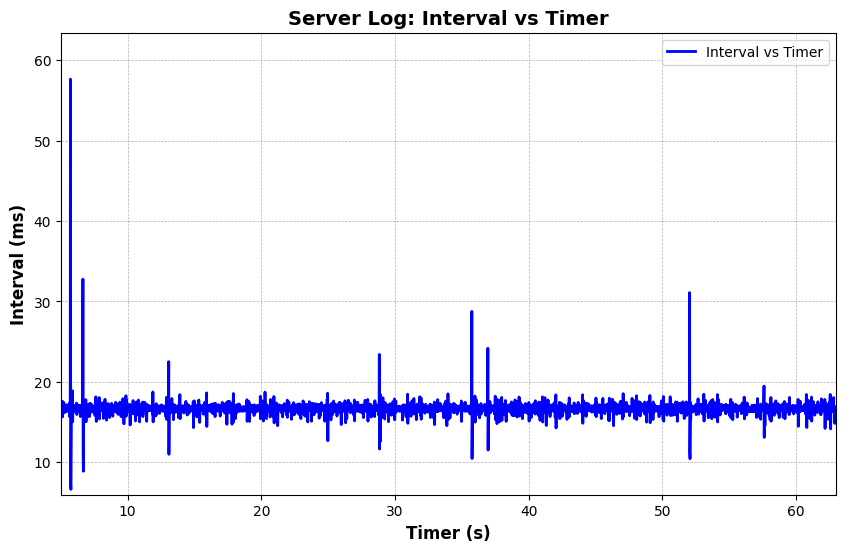 Server Log: Interval vs Timer
Interval vs Timer
60
50
40
30
20
10
Interval (ms)
10 20 30 40 50 60
Timer (s)